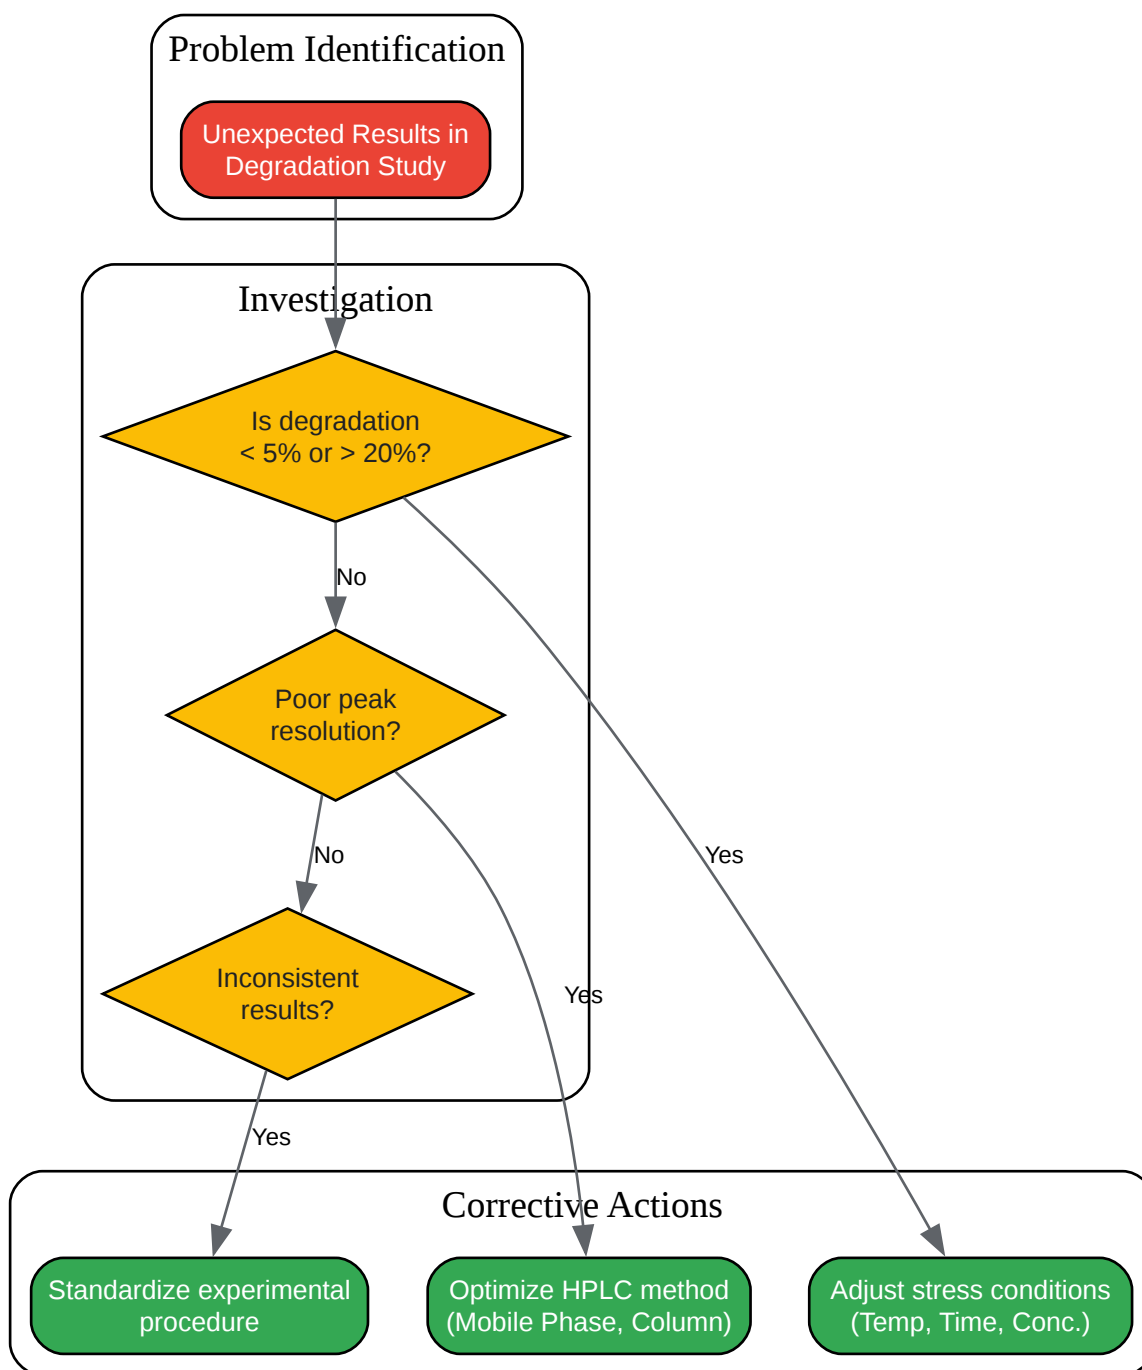 Problem Identification
Unexpected Results in
Degradation Study
Investigation
Is degradation
< 5% or > 20%?
No
Poor peak
resolution?
No
Yes
Inconsistent
results?
Yes
Yes
Corrective Actions
Standardize experimental
procedure
Optimize HPLC method
(Mobile Phase, Column)
Adjust stress conditions
(Temp, Time, Conc.)